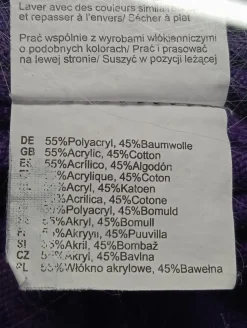 Laver avec des couleurs
et repasser à l'envers/ Sécher à plat
Prać wspólnie z wyrobami włókienniczymi
o podobnych kolorach/ Prać i prasować
na lewej stronie/ Suszyć w pozycji leżącej
DE 55%Polyacryl, 45%Baumwolle
GB 55%Acrylic, 45%Cotton
ES 55%Acrílico, 45%Algodón
%Acrylique, 45%Coton
%Acryl, 45%Katoen
%Acrilica, 45%Cotone
%Polyacryl, 45%Bomuld
%Akryl, 45%Bomull
%Akryyli, 45%Puuvilla
SI 55%Akril, 45%Bombaž
CZ 55%Akryl, 45%Bavlna
PL 55%Włókno akrylowe, 45%Bawełna